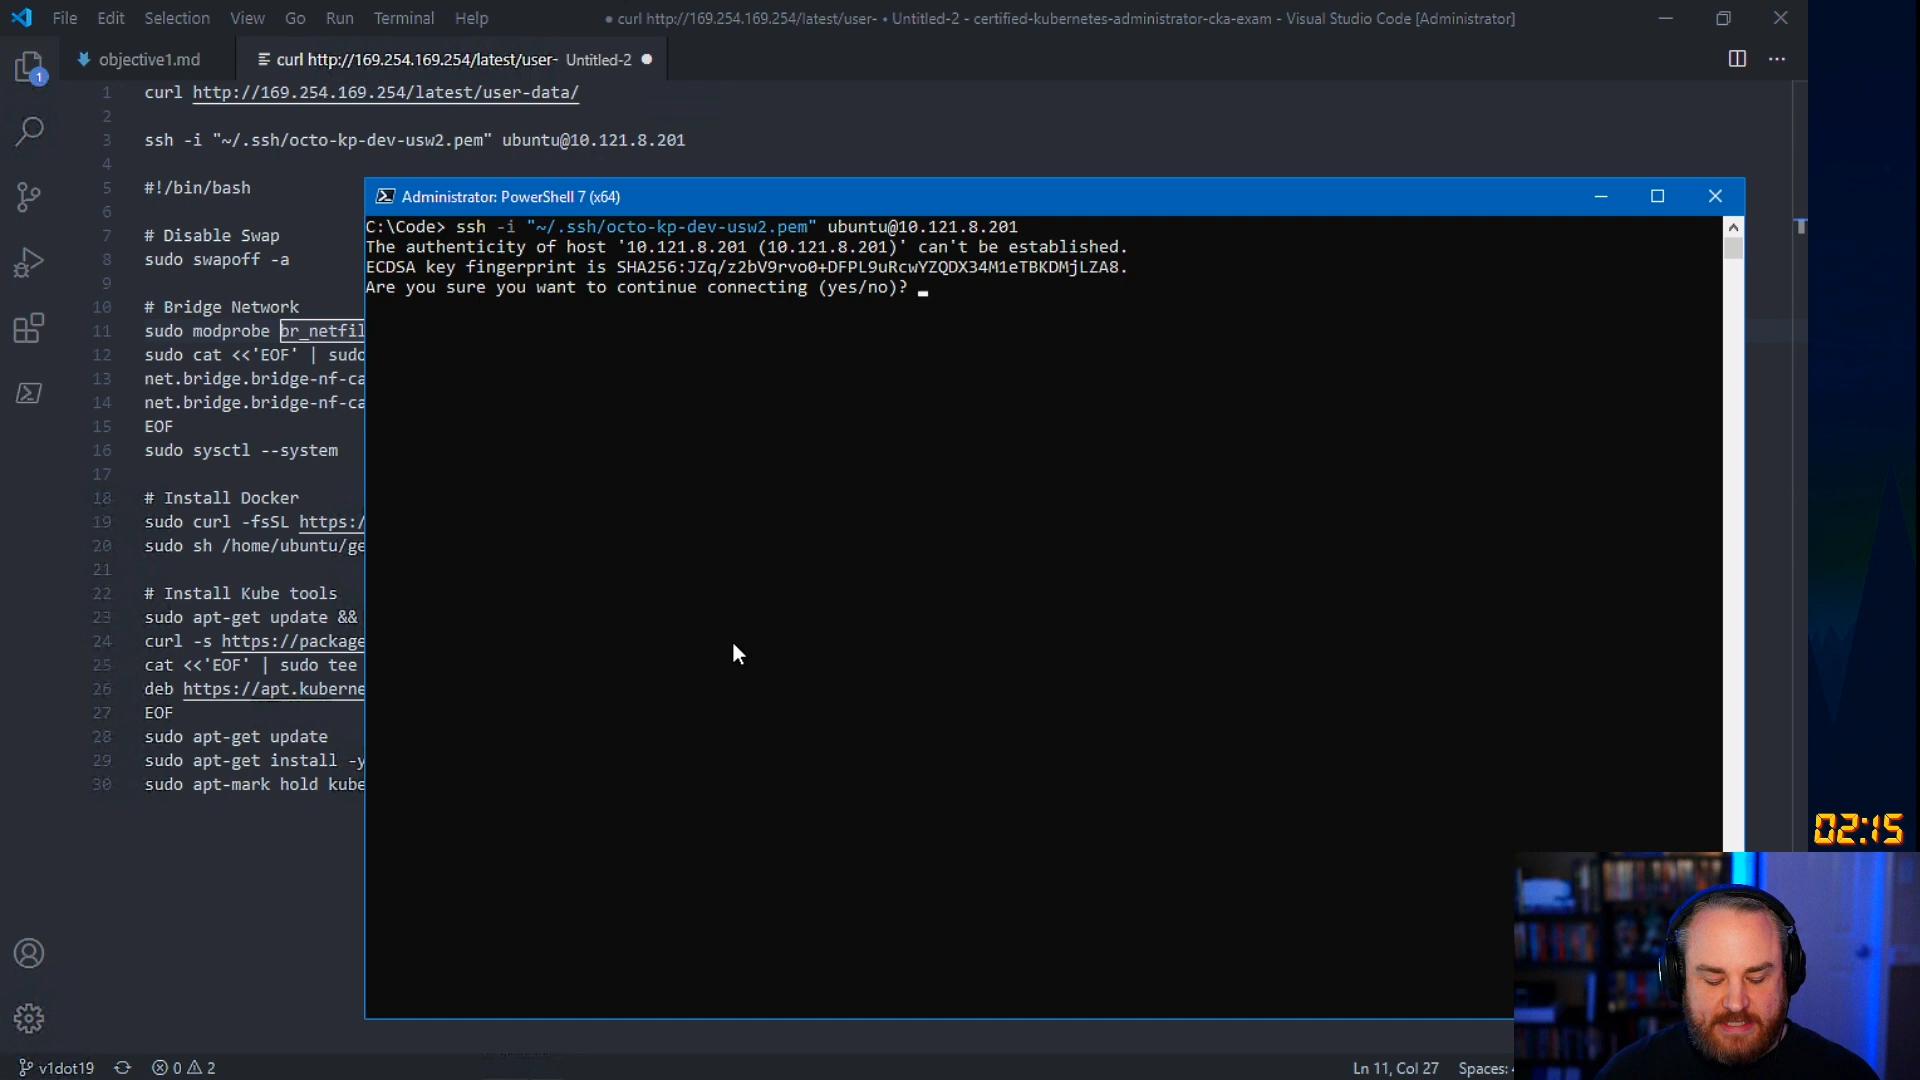 File Edit Selection View Go Run Terminal Help
● curl http://169.254.169.254/latest/user- • Untitled-2 - certified-kubernetes-administrator-cka-exam - Visual Studio Code [Administrator]
objective1.md
curl http://169.254.169.254/latest/user- Untitled-2
1
1 curl http://169.254.169.254/latest/user-data/
2
3 ssh -i "~/.ssh/octo-kp-dev-usw2.pem" ubuntu@10.121.8.201
4
5 #!/bin/bash
6
7 # Disable Swap
8 sudo swapoff -a
9
10 # Bridge Network
11 sudo modprobe br_netfil
12 sudo cat <<'EOF' | sudo
13 net.bridge.bridge-nf-ca
14 net.bridge.bridge-nf-ca
15 EOF
16 sudo sysctl --system
17
18 # Install Docker
19 sudo curl -fsSL https:/
20 sudo sh /home/ubuntu/ge
21
22 # Install Kube tools
23 sudo apt-get update &&
24 curl -s https://package
25 cat <<'EOF' | sudo tee
26 deb https://apt.kuberne
27 EOF
28 sudo apt-get update
29 sudo apt-get install -y
30 sudo apt-mark hold kube
Administrator: PowerShell 7 (x64)
C:\Code> ssh -i "~/.ssh/octo-kp-dev-usw2.pem" ubuntu@10.121.8.201
The authenticity of host '10.121.8.201 (10.121.8.201)' can't be established.
ECDSA key fingerprint is SHA256:JZq/z2bV9rvo0+DFPL9uRcwYZQDX34M1eTBKDMjLZA8.
Are you sure you want to continue connecting (yes/no)?
02:15
v1dot19 0 2
Ln 11, Col 27 Spaces: